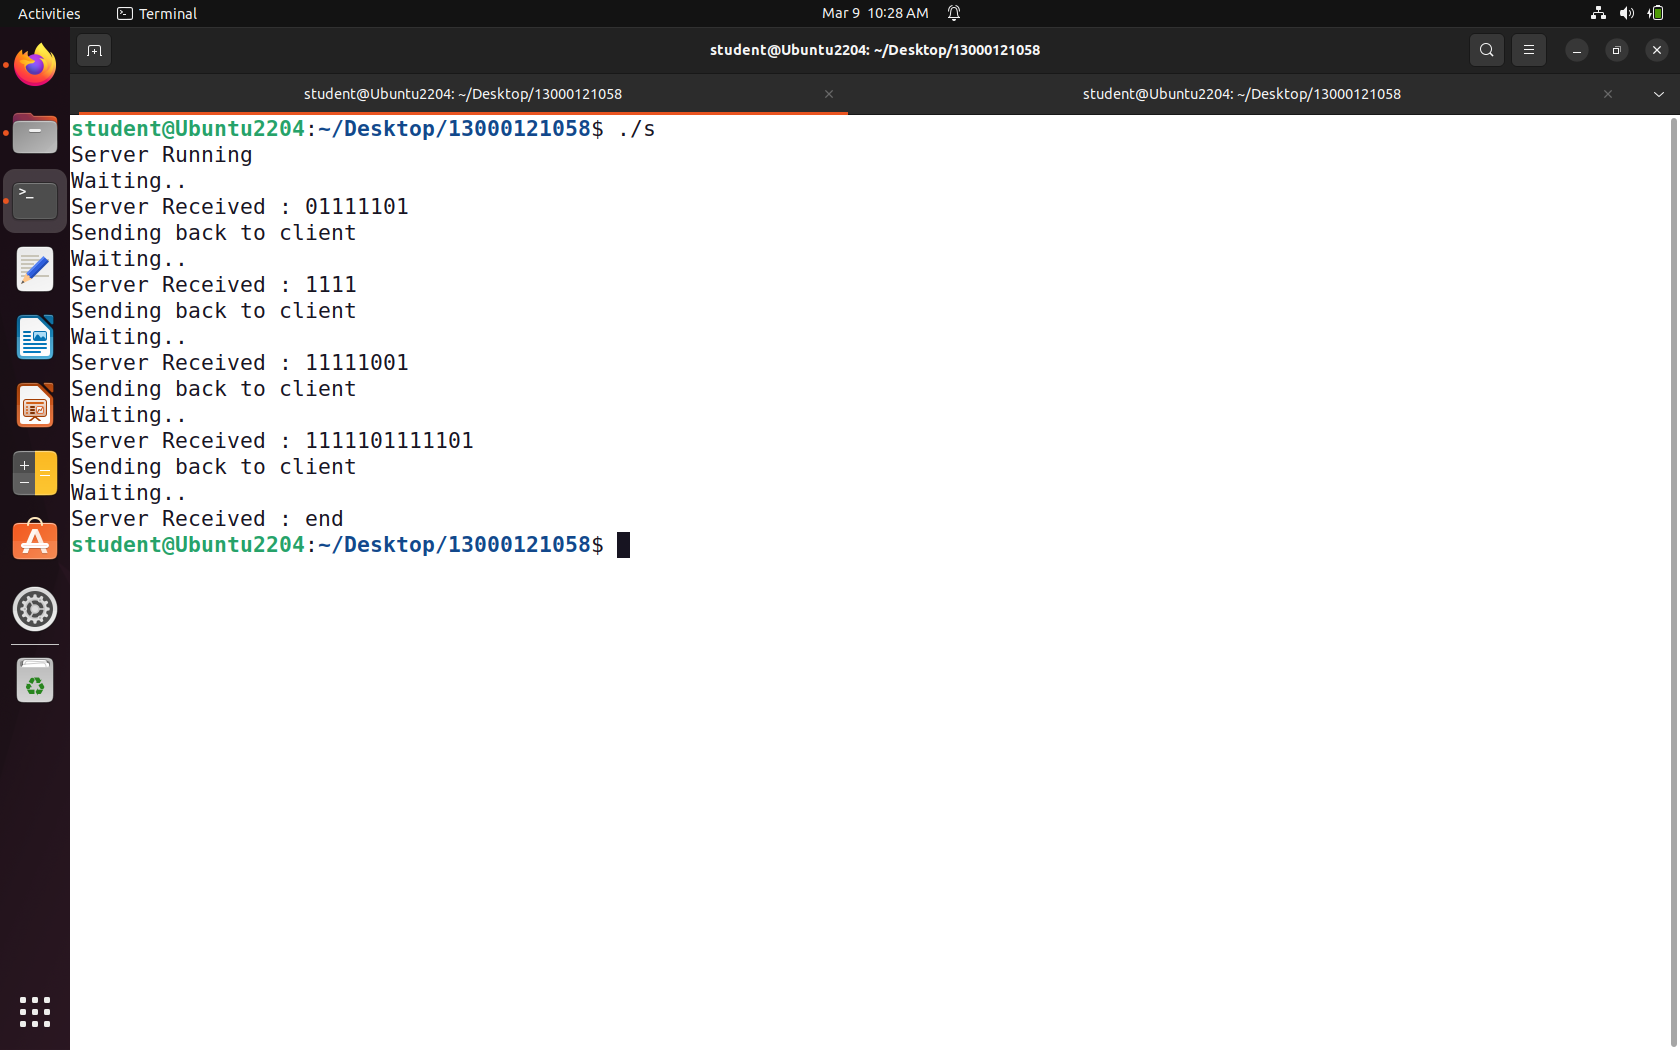 Activities
Terminal
Mar 9 10:28 AM
student@Ubuntu2204: ~/Desktop/13000121058
student@Ubuntu2204: ~/Desktop/13000121058
student@Ubuntu2204: ~/Desktop/13000121058
student@Ubuntu2204:~/Desktop/13000121058$ ./s
Server Running
Waiting..
Server Received : 01111101
Sending back to client
Waiting..
Server Received : 1111
Sending back to client
Waiting..
Server Received : 11111001
Sending back to client
Waiting..
Server Received : 1111101111101
Sending back to client
Waiting..
Server Received : end
student@Ubuntu2204:~/Desktop/13000121058$